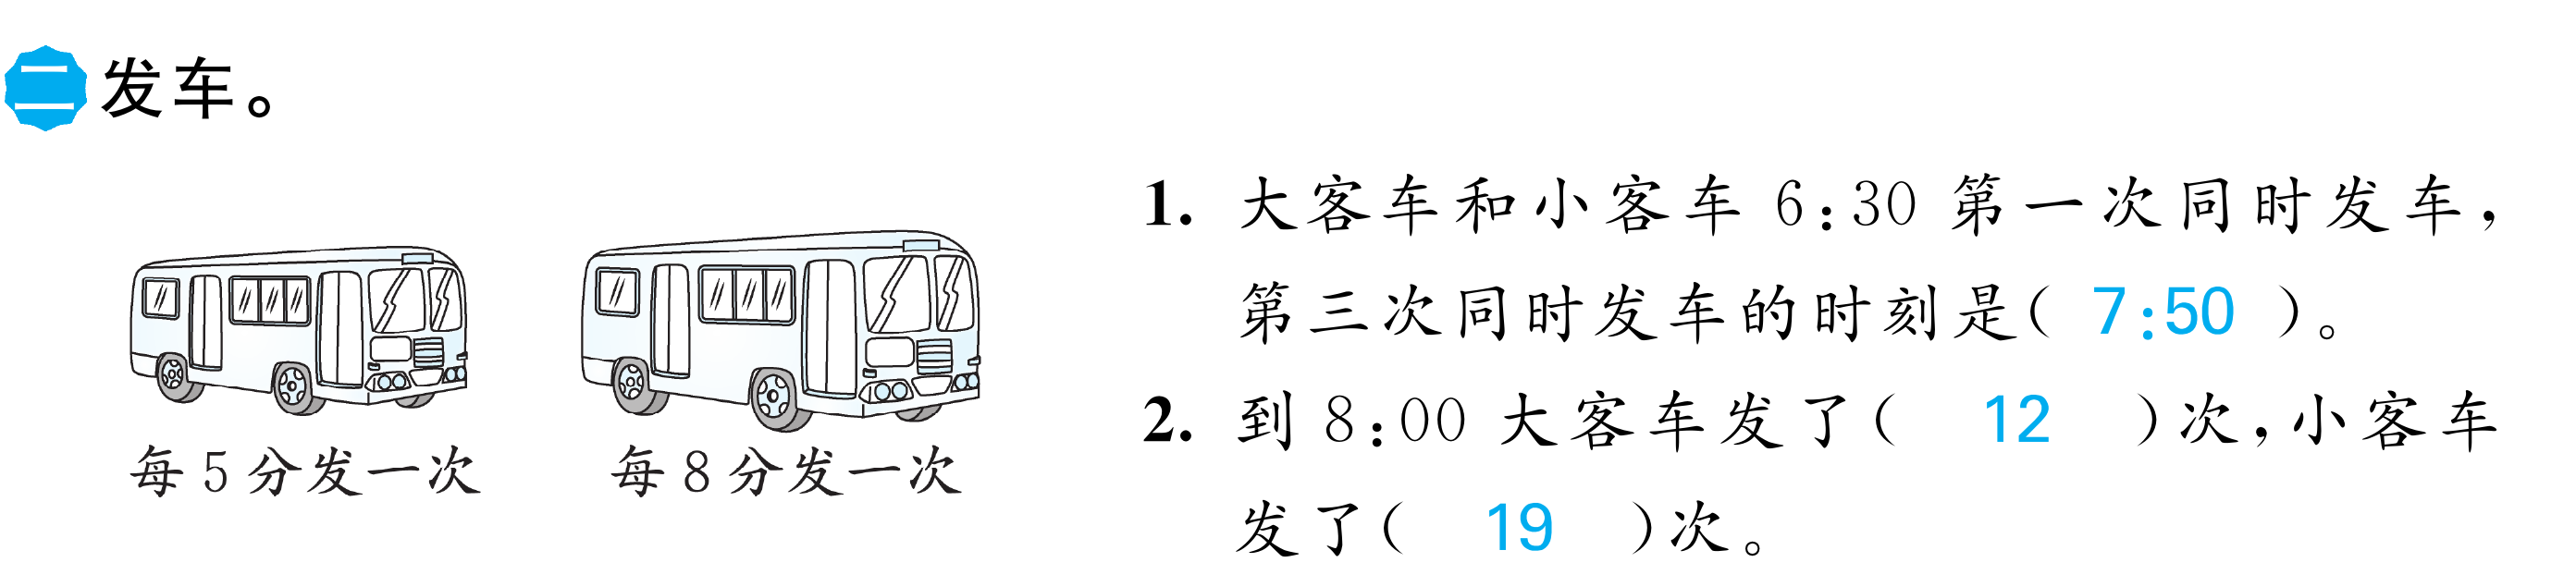 二 发车。
每 5 分发一次
每 8 分发一次
1. 大客车和小客车 6:30 第一次同时发车,
第三次同时发车的时刻是( 7:50 )。
2. 到 8:00 大客车发了( 12 )次,小客车
发了( 19 )次。